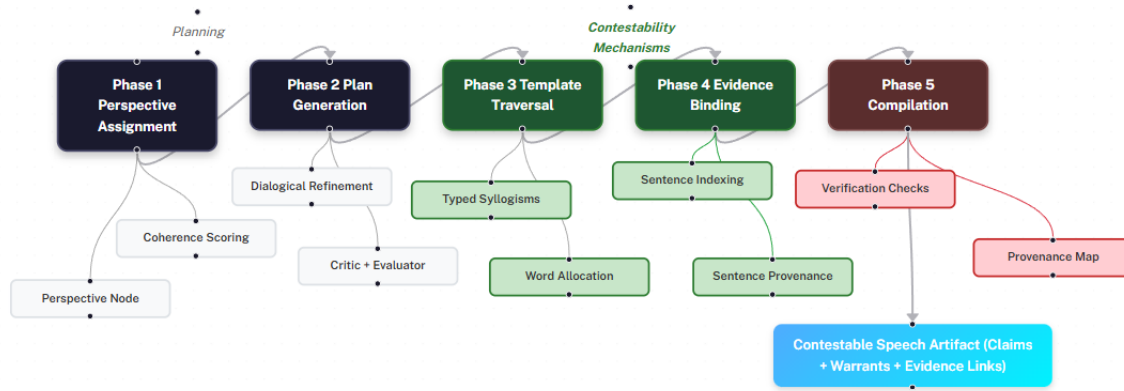 Planning
Contestability
Mechanisms
Phase 1
Perspective
Assignment
Phase 2 Plan
Generation
Phase 3 Template
Traversal
Phase 4 Evidence
Binding
Phase 5
Compilation
Dialogical Refinement
Typed Syllogisms
Sentence Indexing
Verification Checks
Coherence Scoring
Critic + Evaluator
Word Allocation
Sentence Provenance
Provenance Map
Perspective Node
Contestable Speech Artifact (Claims
+ Warrants + Evidence Links)